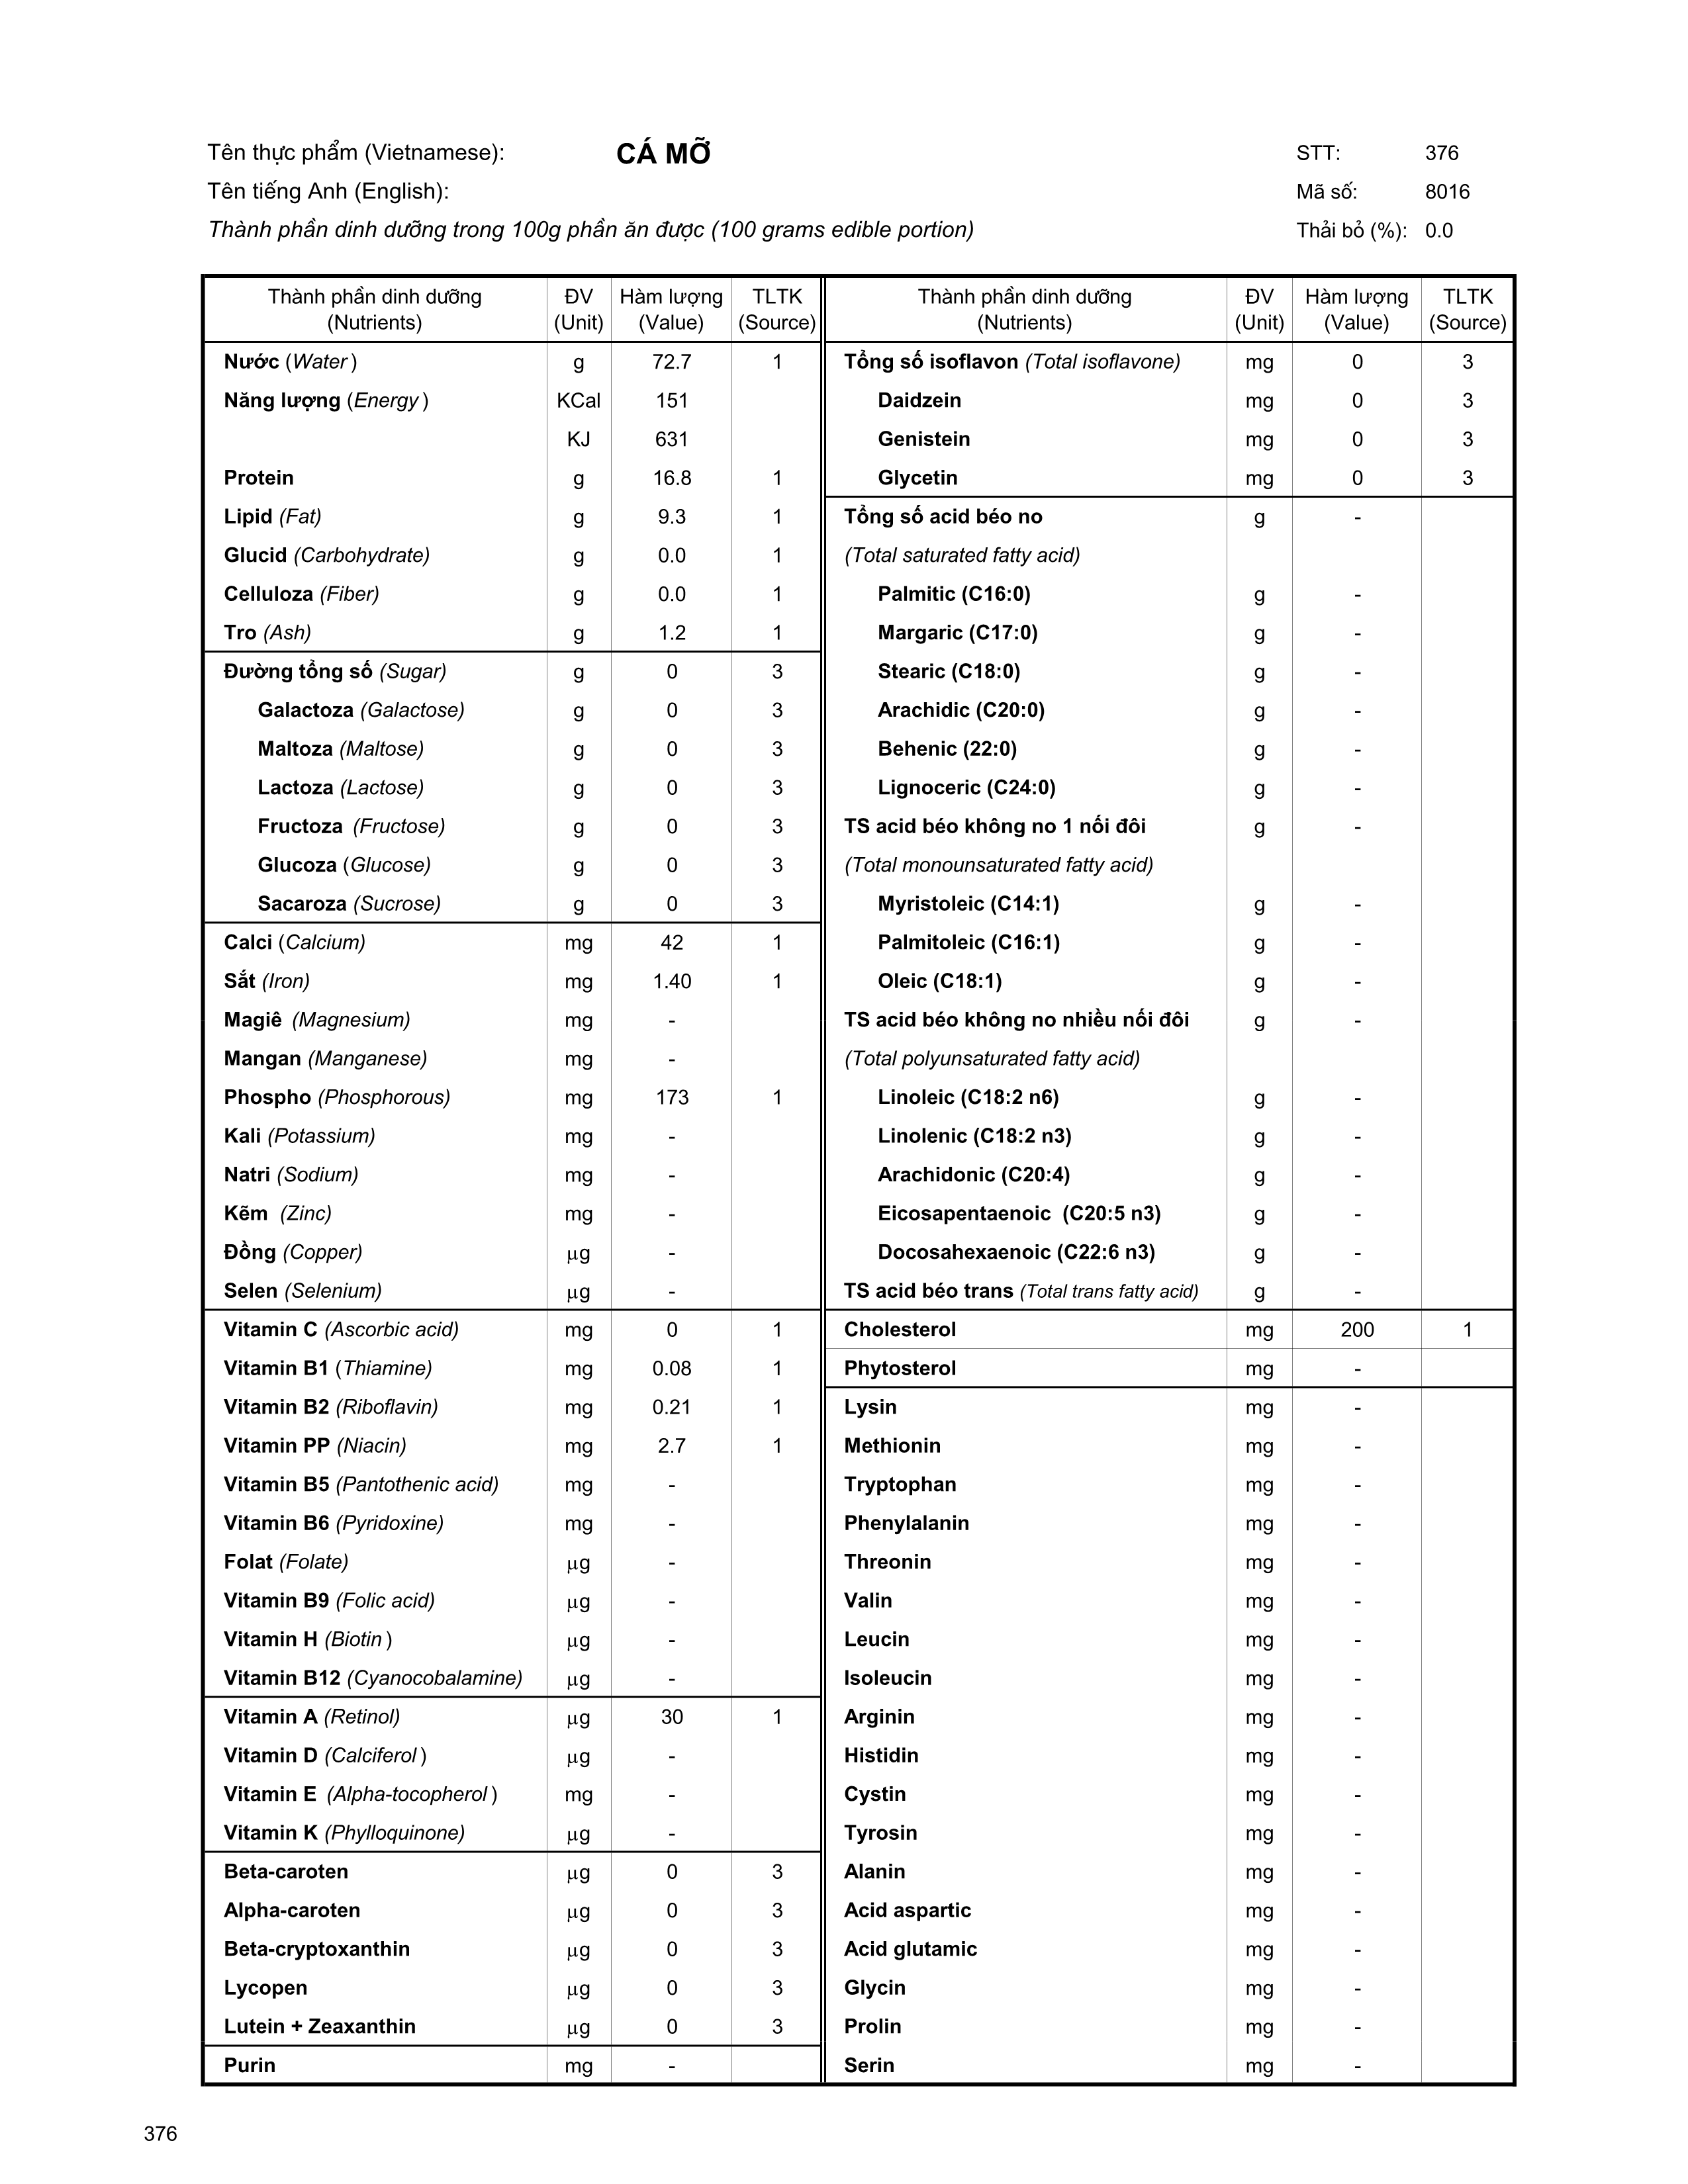 Tên thực phẩm (Vietnamese): CÁ MỠ STT: 376
Tên tiếng Anh (English): Mã số: 8016
Thành phần dinh dưỡng trong 100g phần ăn được (100 grams edible portion) Thải bỏ (%): 0.0
Thành phần dinh dưỡng ĐV Hàm lượng TLTK Thành phần dinh dưỡng ĐV Hàm lượng TLTK
(Nutrients) (Unit) (Value) (Source) (Nutrients) (Unit) (Value) (Source)
Nước (Water) g 72.7 1 Tổng số isoflavon (Total isoflavone) mg 0 3
Năng lượng (Energy) KCal 151 Daidzein mg 0 3
KJ 631 Genistein mg 0 3
Protein g 16.8 1 Glycetin mg 0 3
Lipid (Fat) g 9.3 1 Tổng số acid béo no g -
Glucid (Carbohydrate) g 0.0 1 (Total saturated fatty acid)
Celluloza (Fiber) g 0.0 1 Palmitic (C16:0) g -
Tro (Ash) g 1.2 1 Margaric (C17:0) g -
Đường tổng số (Sugar) g 0 3 Stearic (C18:0) g -
Galactoza (Galactose) g 0 3 Arachidic (C20:0) g -
Maltoza (Maltose) g 0 3 Behenic (22:0) g -
Lactoza (Lactose) g 0 3 Lignoceric (C24:0) g -
Fructoza (Fructose) g 0 3 TS acid béo không no 1 nối đôi g -
Glucoza (Glucose) g 0 3 (Total monounsaturated fatty acid)
Sacaroza (Sucrose) g 0 3 Myristoleic (C14:1) g -
Calci (Calcium) mg 42 1 Palmitoleic (C16:1) g -
Sắt (Iron) mg 1.40 1 Oleic (C18:1) g -
Magiê (Magnesium) mg - TS acid béo không no nhiều nối đôi g -
Mangan (Manganese) mg - (Total polyunsaturated fatty acid)
Phospho (Phosphorous) mg 173 1 Linoleic (C18:2 n6) g -
Kali (Potassium) mg - Linolenic (C18:2 n3) g -
Natri (Sodium) mg - Arachidonic (C20:4) g -
Kẽm (Zinc) mg - Eicosapentaenoic (C20:5 n3) g -
Đồng (Copper) µg - Docosahexaenoic (C22:6 n3) g -
Selen (Selenium) µg - TS acid béo trans (Total trans fatty acid) g -
Vitamin C (Ascorbic acid) mg 0 1 Cholesterol mg 200 1
Vitamin B1 (Thiamine) mg 0.08 1 Phytosterol mg -
Vitamin B2 (Riboflavin) mg 0.21 1 Lysin mg -
Vitamin PP (Niacin) mg 2.7 1 Methionin mg -
Vitamin B5 (Pantothenic acid) mg - Tryptophan mg -
Vitamin B6 (Pyridoxine) mg - Phenylalanin mg -
Folat (Folate) µg - Threonin mg -
Vitamin B9 (Folic acid) µg - Valin mg -
Vitamin H (Biotin) µg - Leucin mg -
Vitamin B12 (Cyanocobalamine) µg - Isoleucin mg -
Vitamin A (Retinol) µg 30 1 Arginin mg -
Vitamin D (Calciferol) µg - Histidin mg -
Vitamin E (Alpha-tocopherol) mg - Cystin mg -
Vitamin K (Phylloquinone) µg - Tyrosin mg -
Beta-caroten µg 0 3 Alanin mg -
Alpha-caroten µg 0 3 Acid aspartic mg -
Beta-cryptoxanthin µg 0 3 Acid glutamic mg -
Lycopen µg 0 3 Glycin mg -
Lutein + Zeaxanthin µg 0 3 Prolin mg -
Purin mg - Serin mg -
376